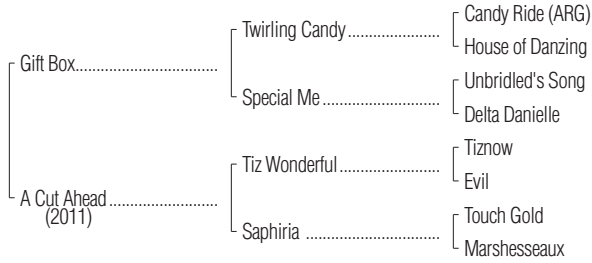 Candy Ride (ARG)
Twirling Candy
House of Danzing
Gift Box
Unbridled's Song
Special Me
Delta Danielle
Tiznow
Tiz Wonderful
Evil
A Cut Ahead
(2011)
Touch Gold
Saphiria
Marshesseaux